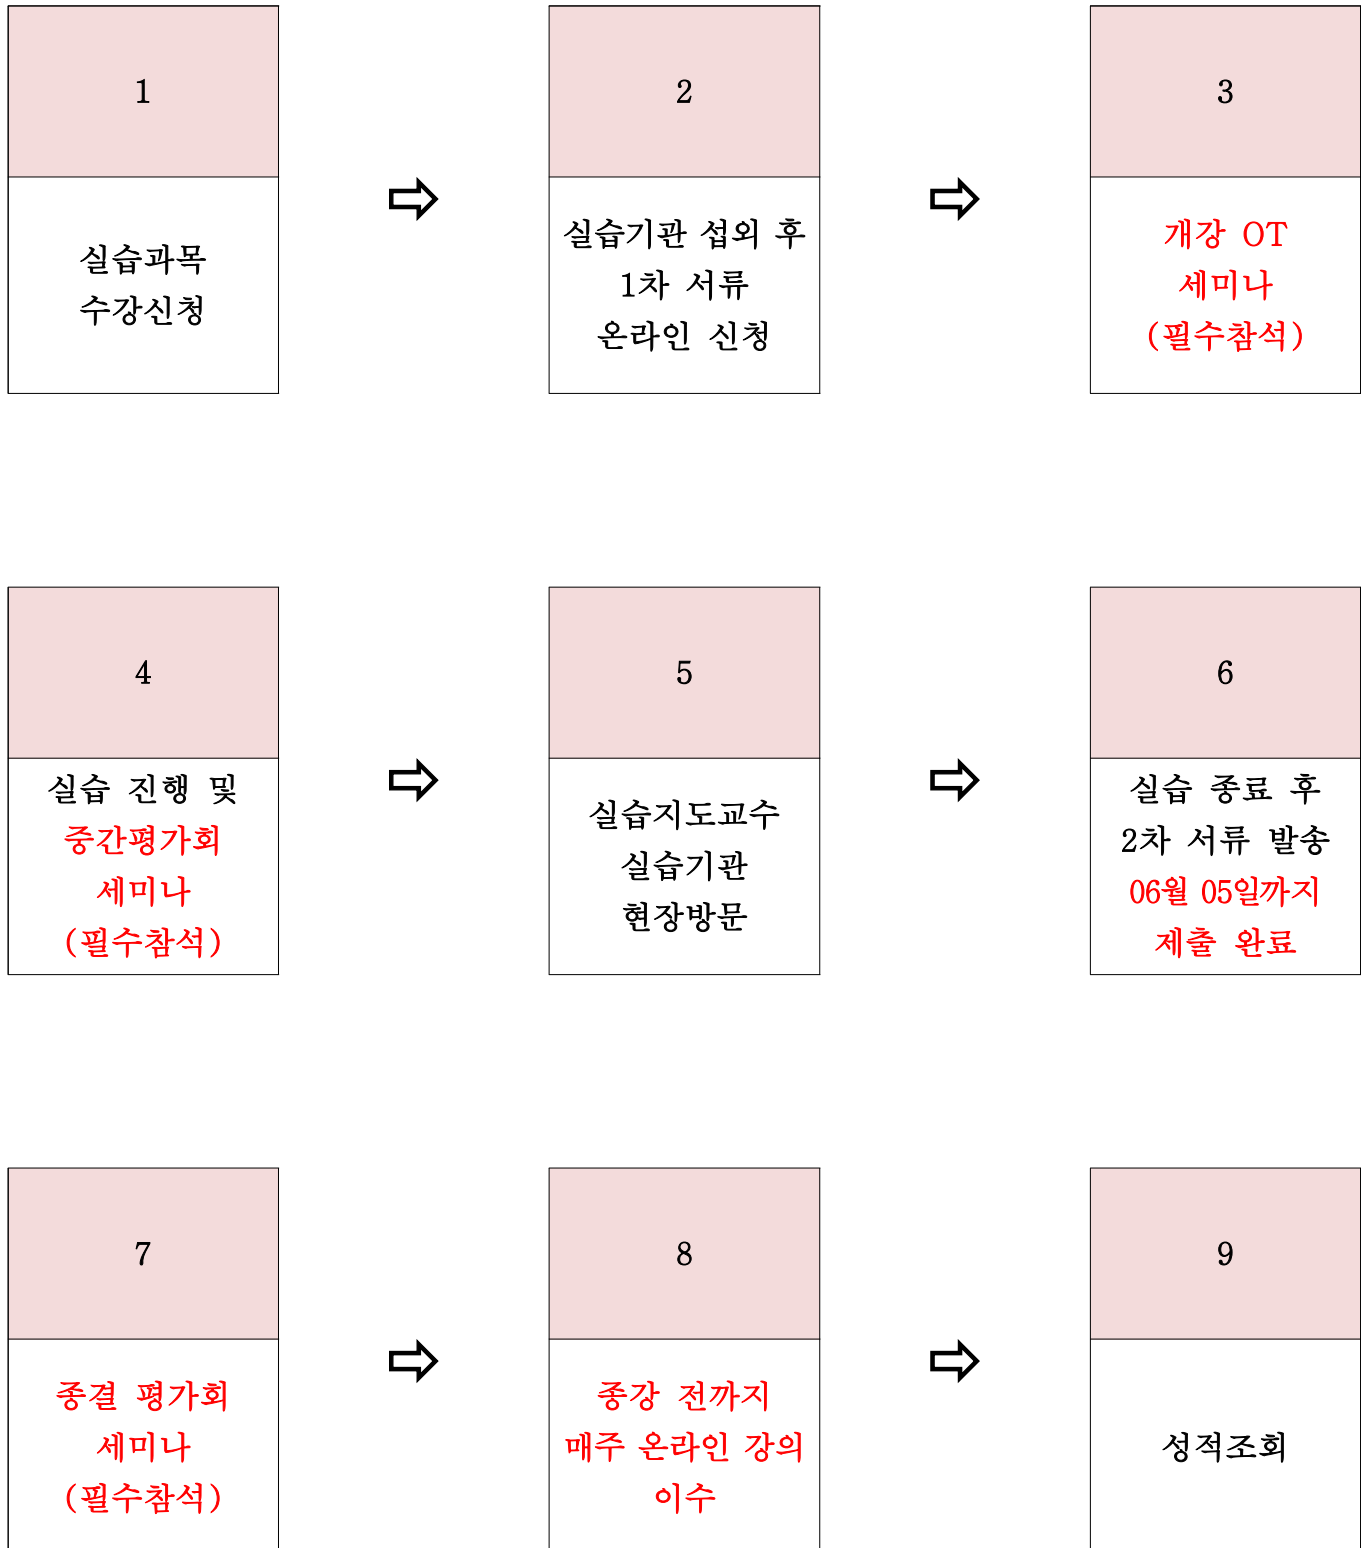 1
실습과목
수강신청
⇨
2
실습기관 섭외 후
1차 서류
온라인 신청
⇨
3
개강 OT
세미나
(필수참석)
4
실습 진행 및
중간평가회
세미나
(필수참석)
⇨
5
실습지도교수
실습기관
현장방문
⇨
6
실습 종료 후
2차 서류 발송
06월 05일까지
제출 완료
7
종결 평가회
세미나
(필수참석)
⇨
8
종강 전까지
매주 온라인 강의
이수
⇨
9
성적조회